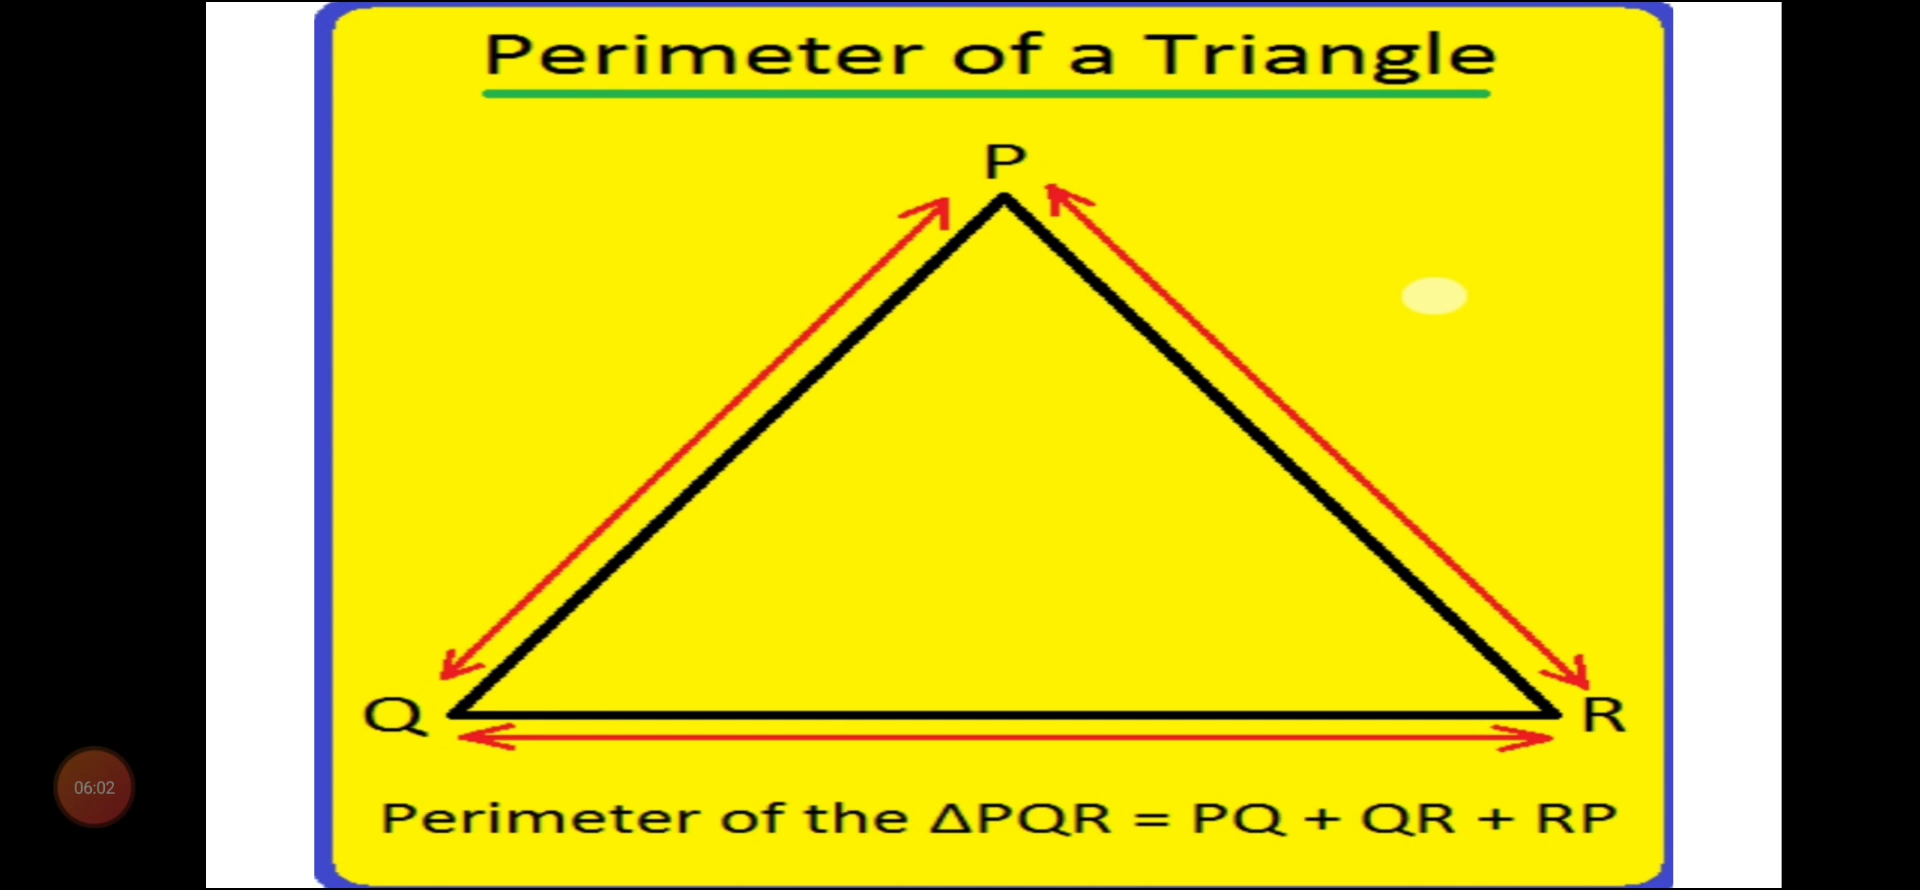 Perimeter of a Triangle
P
Q
R
06:02
Perimeter of the ΔPQR = PQ + QR + RP